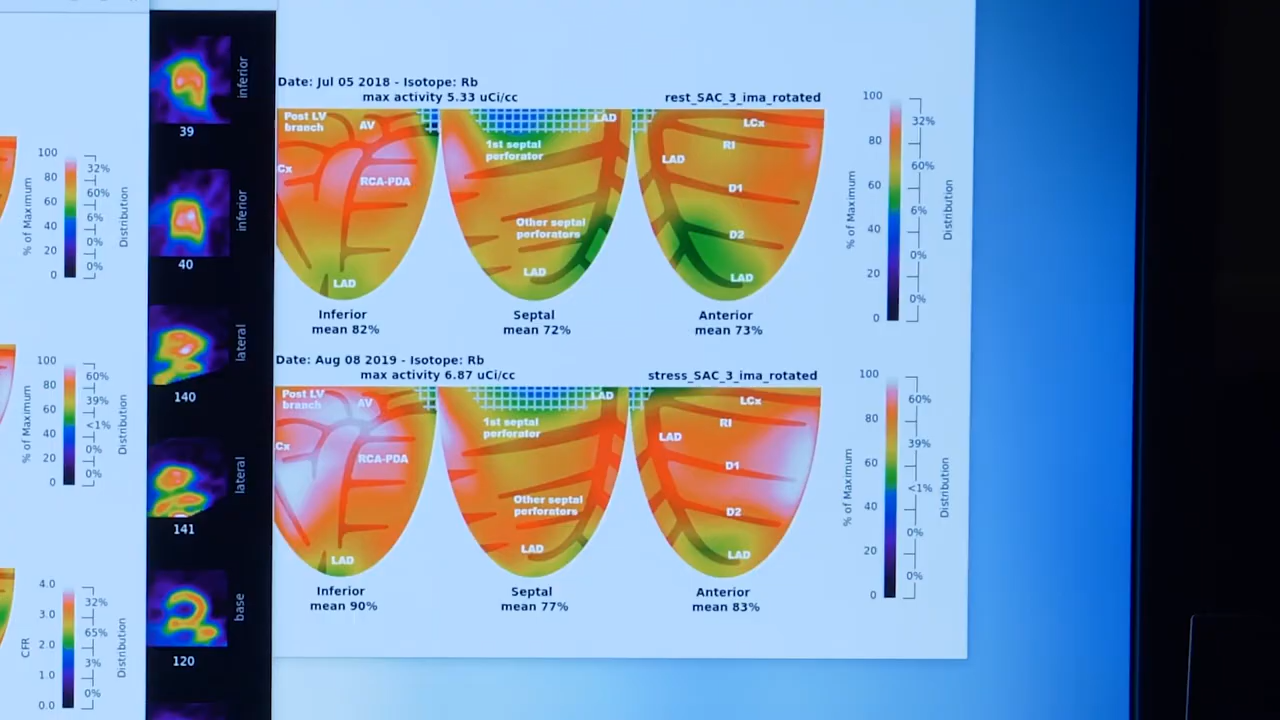 100
80
60
40
20
0
% of Maximum
32%
60%
6%
0%
0%
Distribution
100
80
60
40
20
0
% of Maximum
60%
39%
<1%
0%
0%
Distribution
4.0
3.0
2.0
1.0
0.0
CFR
32%
65%
3%
0%
Distribution
inferior
39
inferior
40
lateral
140
lateral
141
base
120
Date: Jul 05 2018 - Isotope: Rb
max activity 5.33 uCi/cc
rest_SAC_3_ima_rotated
Post LV
branch
AV
Cx
RCA-PDA
LAD
LAD
1st septal
perforator
Other septal
perforators
LAD
LCx
RI
LAD
D1
D2
LAD
Inferior
mean 82%
Septal
mean 72%
Anterior
mean 73%
100
80
60
40
20
0
% of Maximum
32%
60%
6%
0%
0%
Distribution
Date: Aug 08 2019 - Isotope: Rb
max activity 6.87 uCi/cc
stress_SAC_3_ima_rotated
Post LV
branch
AV
Cx
RCA-PDA
LAD
LAD
1st septal
perforator
Other septal
perforators
LAD
LCx
RI
LAD
D1
D2
LAD
Inferior
mean 90%
Septal
mean 77%
Anterior
mean 83%
100
80
60
40
20
0
% of Maximum
60%
39%
<1%
0%
0%
Distribution